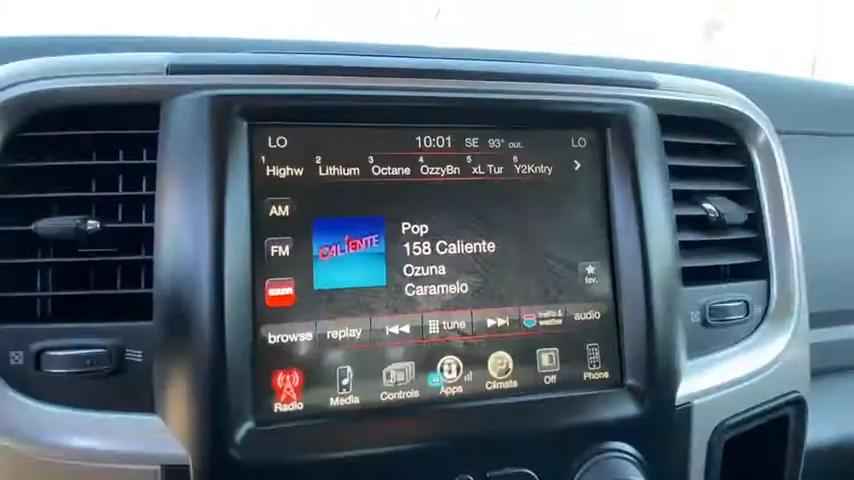 LO 10:01 SE 93° out. LO
1 Highw 2 Lithium 3 Octane 4 OzzyBn 5 xL Tur 6 Y2Kntry
AM
FM
CALIENTE
Pop
158 Caliente
Ozuna
Caramelo
fav.
browse replay tune traffic & weather audio
Radio Media Controls Apps Climate Off Phone